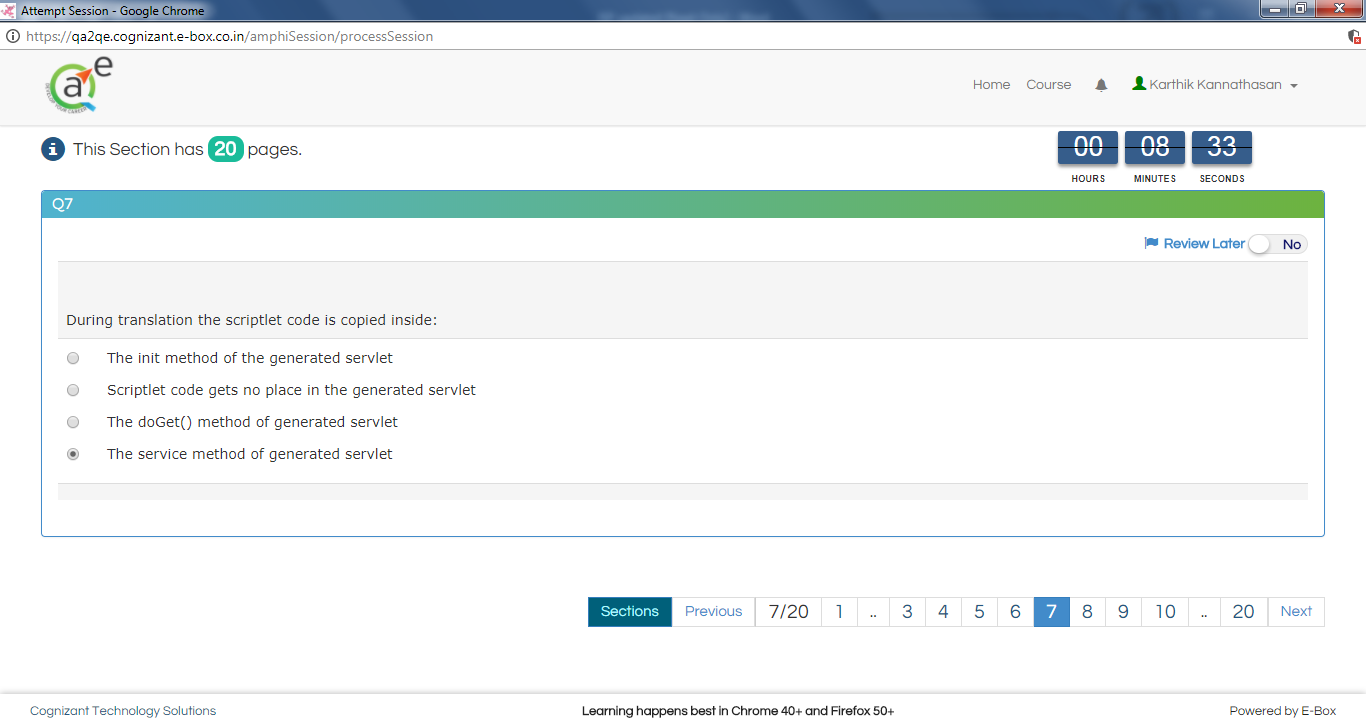 Attempt Session - Google Chrome
https://qa2qe.cognizant.e-box.co.in/amphiSession/processSession
a e
Home Course Karthik Kannathasan
This Section has 20 pages.
00 08 33
HOURS MINUTES SECONDS
Q7
Review Later No
During translation the scriptlet code is copied inside:
The init method of the generated servlet
Scriptlet code gets no place in the generated servlet
The doGet() method of generated servlet
The service method of generated servlet
Sections Previous 7/20 1 .. 3 4 5 6 7 8 9 10 .. 20 Next
Cognizant Technology Solutions Learning happens best in Chrome 40+ and Firefox 50+ Powered by E-Box